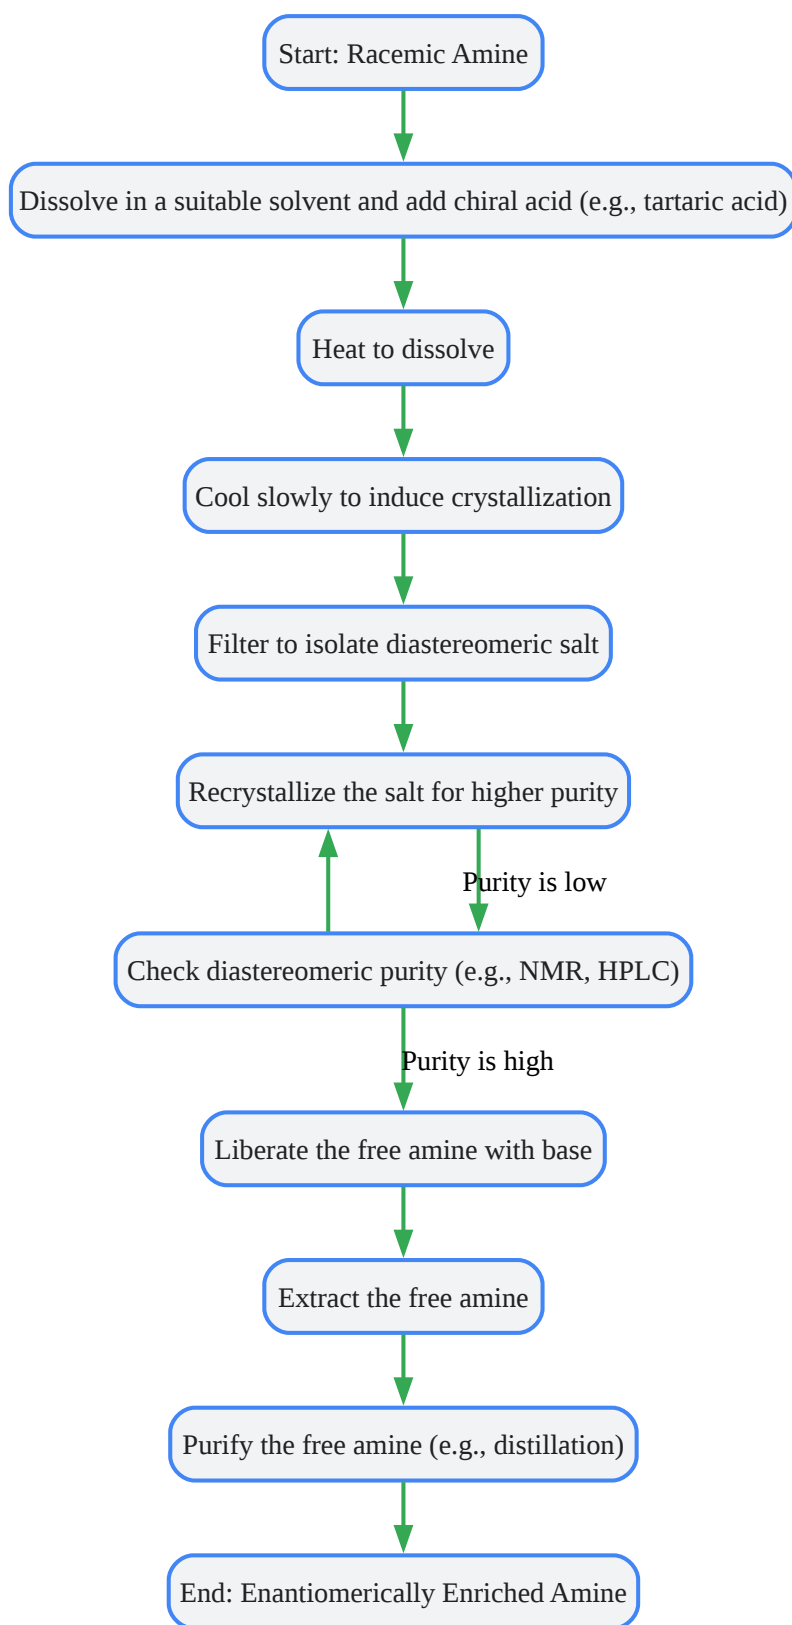 Start: Racemic Amine
Dissolve in a suitable solvent and add chiral acid (e.g., tartaric acid)
Heat to dissolve
Cool slowly to induce crystallization
Filter to isolate diastereomeric salt
Recrystallize the salt for higher purity
Purity is low
Check diastereomeric purity (e.g., NMR, HPLC)
Purity is high
Liberate the free amine with base
Extract the free amine
Purify the free amine (e.g., distillation)
End: Enantiomerically Enriched Amine